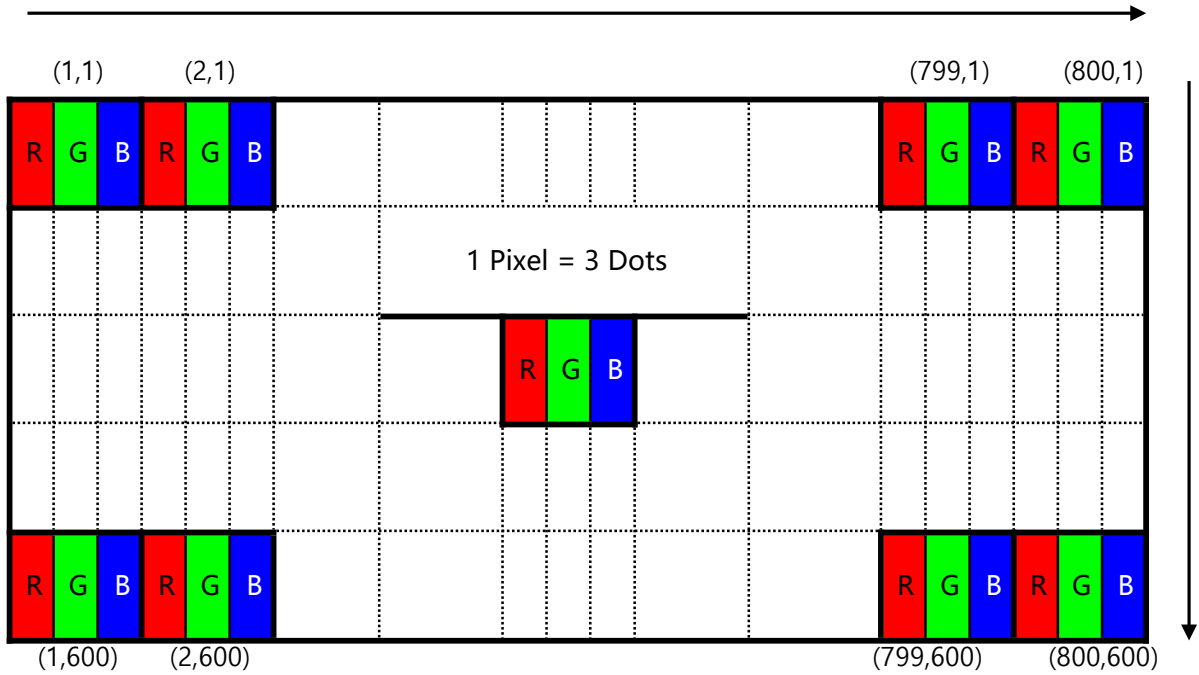 (1,1) (2,1) (799,1) (800,1)
R G B R G B R G B R G B
1 Pixel = 3 Dots
R G B
R G B R G B R G B R G B
(1,600) (2,600) (799,600) (800,600)